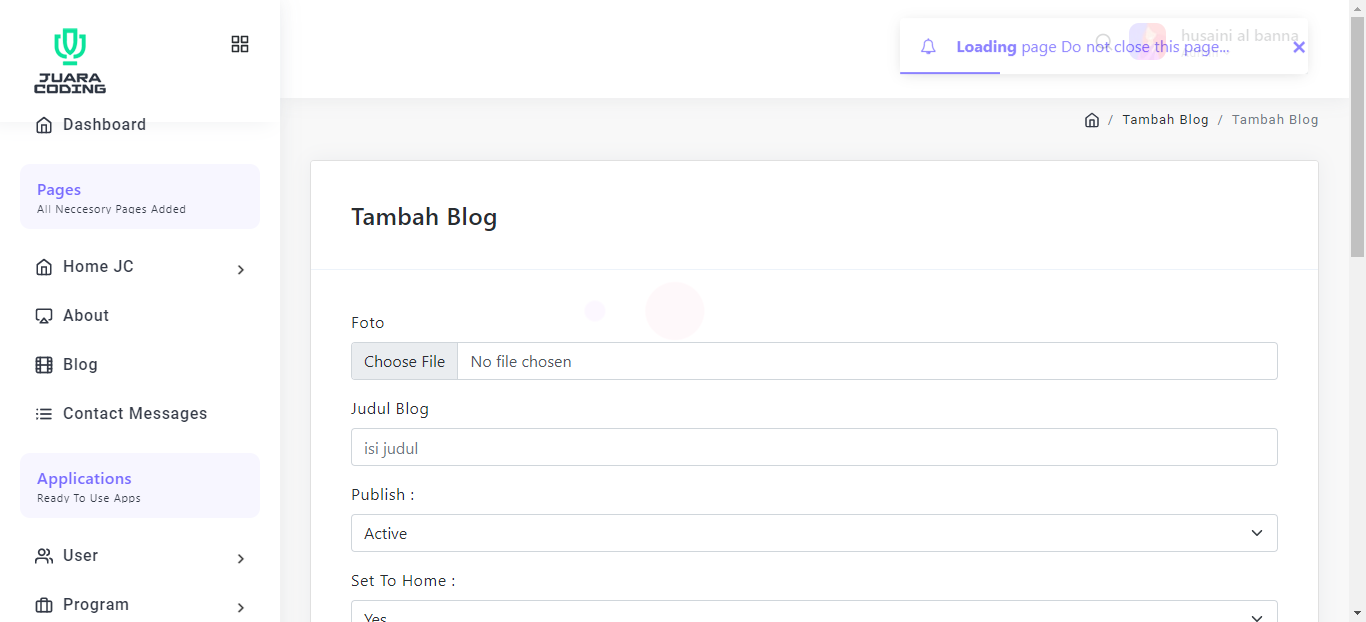 JUARA
CODING
Dashboard
Pages
All Neccesory Pages Added
Home JC
About
Blog
Contact Messages
Applications
Ready To Use Apps
User
Program
husaini al banna
Loading page Do not close this page...
/ Tambah Blog / Tambah Blog
Tambah Blog
Foto
Choose File No file chosen
Judul Blog
isi judul
Publish :
Active
Set To Home :
Yes